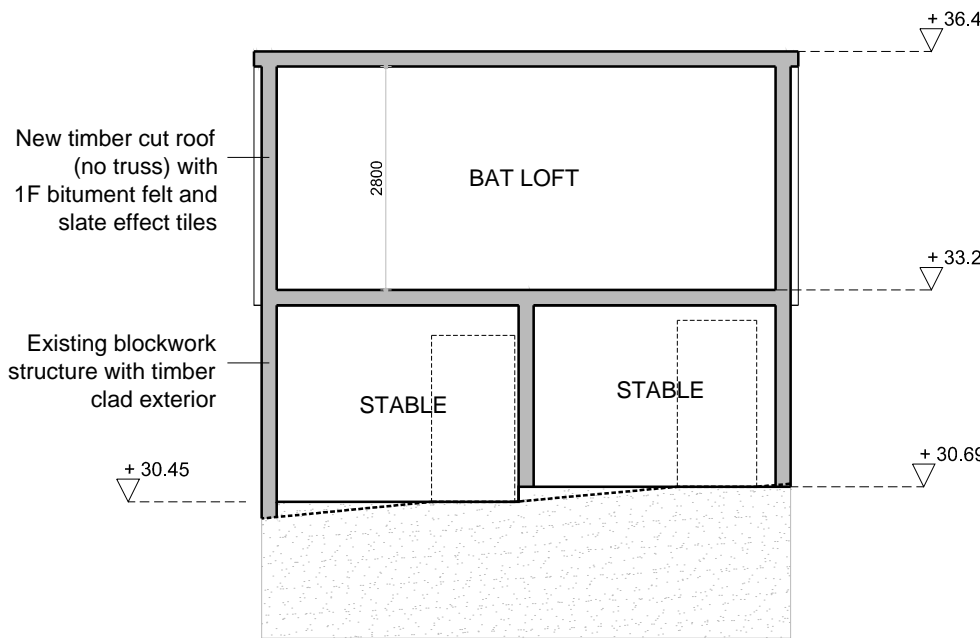 + 36.4
New timber cut roof
(no truss) with
1F bitument felt and
slate effect tiles
2800
BAT LOFT
+ 33.2
Existing blockwork
structure with timber
clad exterior
STABLE
STABLE
+ 30.45
+ 30.69